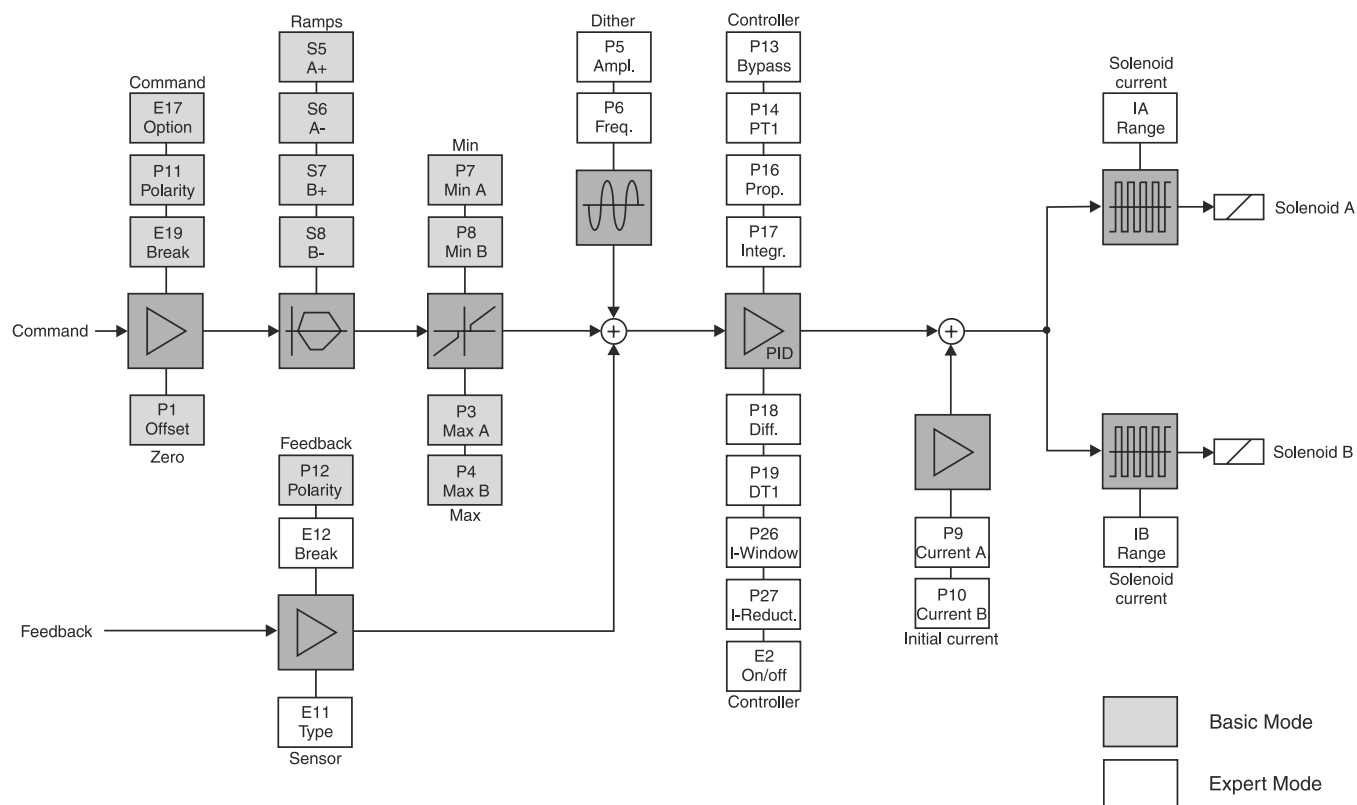 Ramps
S5
A+
S6
A-
S7
B+
S8
B-
Command
E17
Option
P11
Polarity
E19
Break
Command
P1
Offset
Zero
Min
P7
Min A
P8
Min B
P3
Max A
P4
Max B
Max
Dither
P5
Ampl.
P6
Freq.
Controller
P13
Bypass
P14
PT1
P16
Prop.
P17
Integr.
PID
P18
Diff.
P19
DT1
P26
I-Window
P27
I-Reduct.
E2
On/off
Controller
Feedback
P12
Polarity
E12
Break
Feedback
E11
Type
Sensor
P9
Current A
P10
Current B
Initial current
Solenoid
current
IA
Range
Solenoid A
Solenoid B
IB
Range
Solenoid
current
Basic Mode
Expert Mode